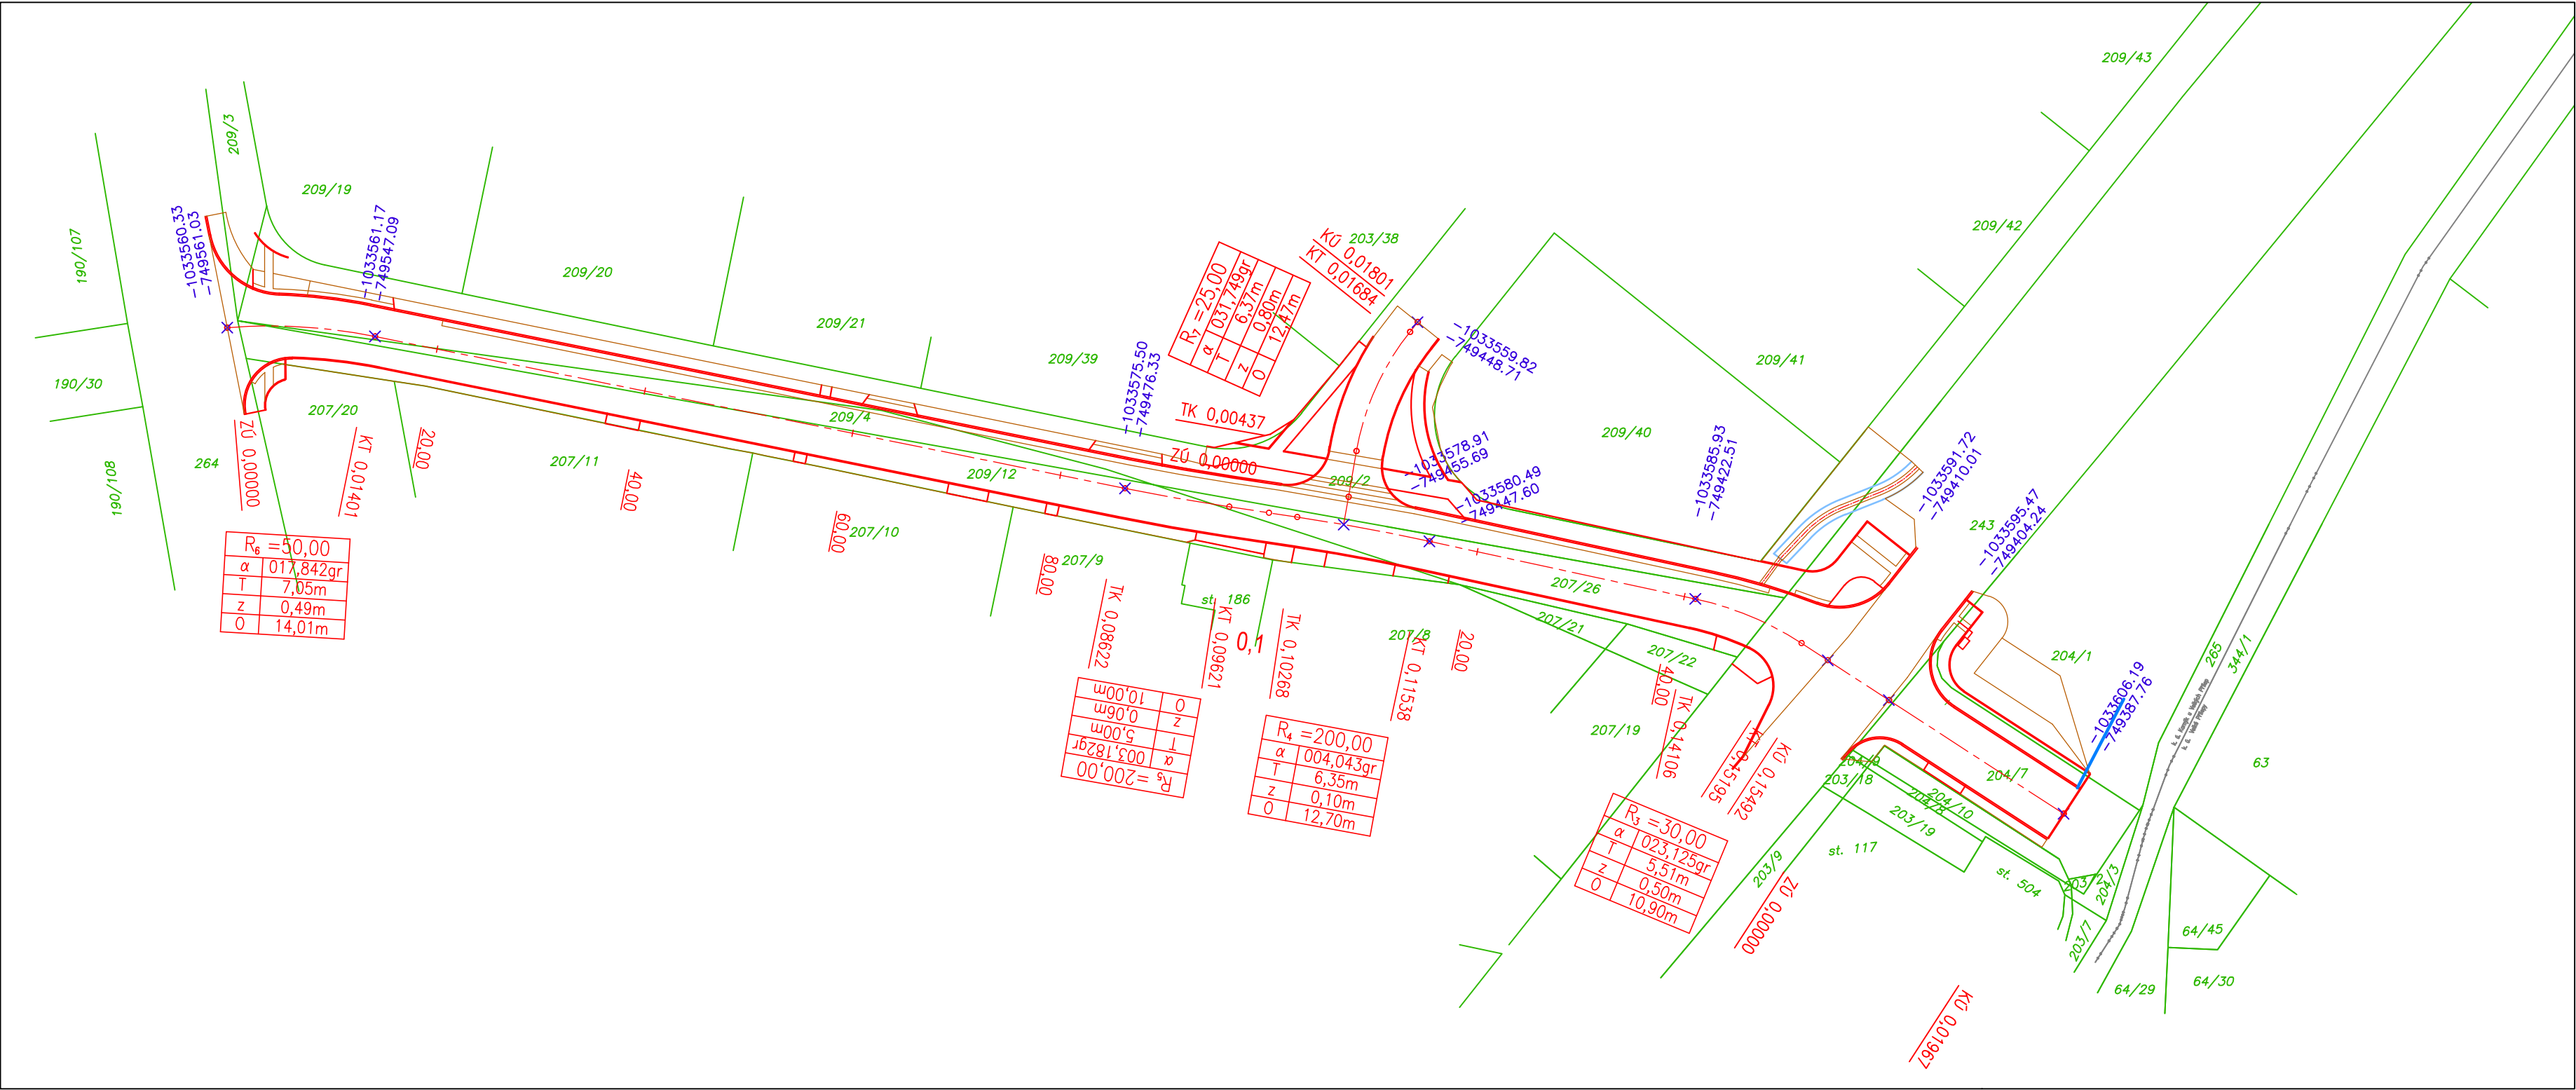 209/43
209/3
209/19
190/107
-1033560.33
-749561.03
-1033561.17
-749547.09
209/20
209/21
209/39
-1033575.50
-749476.33
R₇ =25,00
α 031,749gr
T 6,37m
z 0,80m
O 12,47m
KÚ 0,01801
KT 0,01684
203/38
-1033559.82
-749448.71
209/42
209/41
209/40
190/30
207/20
ZÚ 0,00000
264
190/108
KT 0,01401
20,00
R₆ =50,00
α 017,842gr
T 7,05m
z 0,49m
O 14,01m
207/11
40,00
209/4
60,00
207/10
209/12
80,00
207/9
TK 0,00437
ZÚ 0,00000
209/2
-1033578.91
-749455.69
-1033580.49
-749447.60
-1033585.93
-749422.51
-1033591.72
-749410.01
243
-1033595.47
-749404.24
TK 0,08622
st. 186
KT 0,09621
0,1
TK 0,10268
207/8
KT 0,11538
20,00
207/26
207/21
207/22
40,00
TK 0,14106
207/19
KT 0,15195
KÚ 0,15492
R₅ =200,00
α 003,182gr
T 5,00m
z 0,06m
O 10,00m
R₄ =200,00
α 004,043gr
T 6,35m
z 0,10m
O 12,70m
R₃ =30,00
α 023,125gr
T 5,51m
z 0,50m
O 10,90m
204/1
265
344/1
-1033606.19
-749387.76
63
204/9
203/18
204/7
204/10
204/8
203/19
203/9
st. 117
st. 504
ZÚ 0,00000
203/2
204/3
203/7
64/45
64/30
64/29
KÚ 0,01967